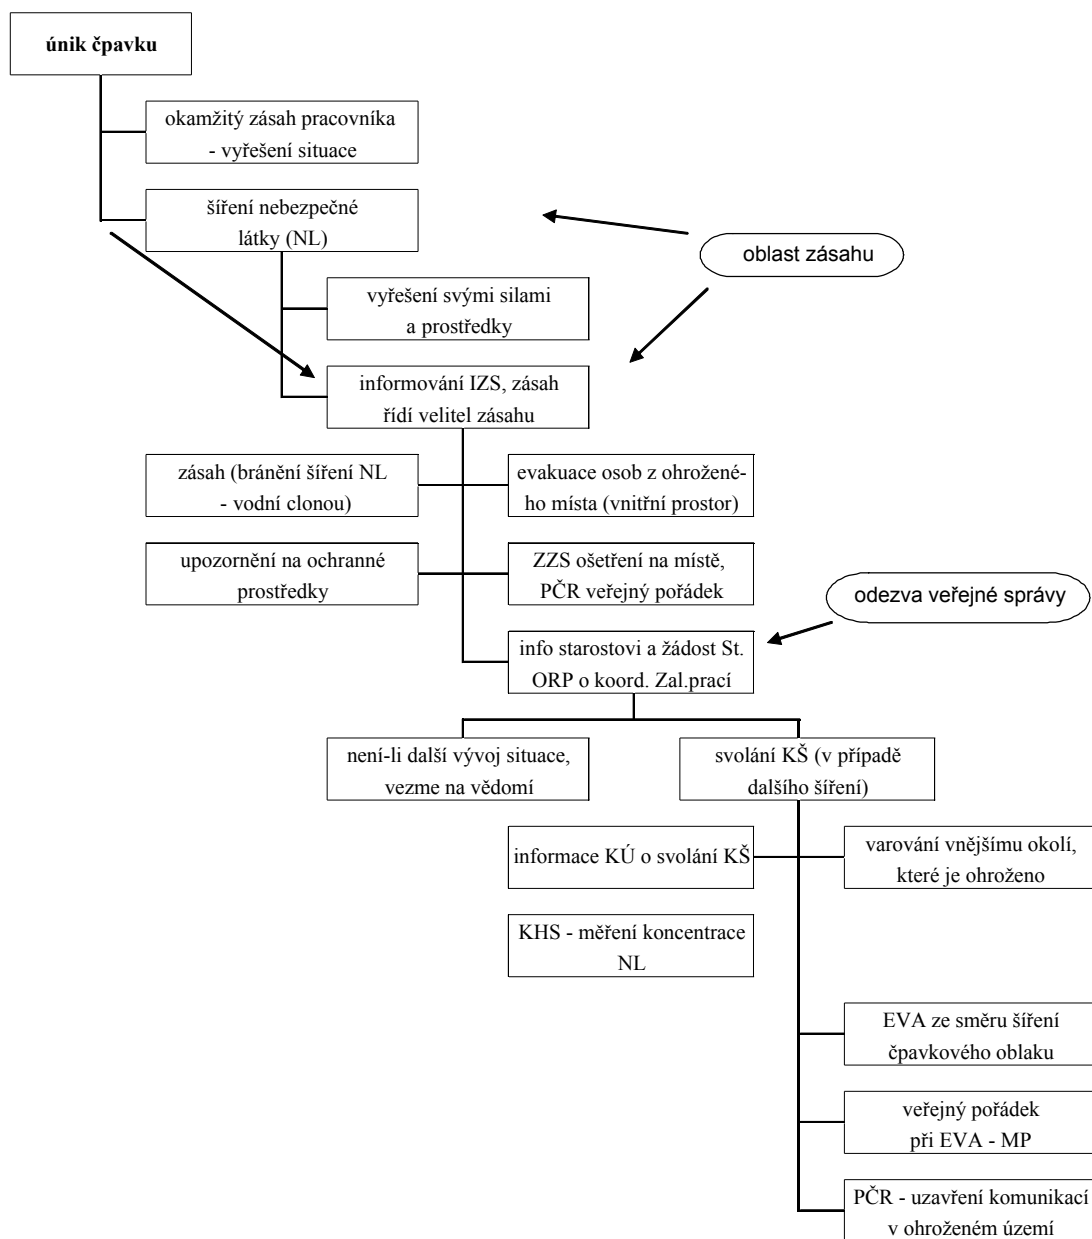 únik čpavku
okamžitý zásah pracovníka
- vyřešení situace
šíření nebezpečné
látky (NL)
oblast zásahu
vyřešení svými silami
a prostředky
informování IZS, zásah
řídí velitel zásahu
zásah (bránění šíření NL
- vodní clonou)
evakuace osob z ohrožené-
ho místa (vnitřní prostor)
upozornění na ochranné
prostředky
ZZS ošetření na místě,
PČR veřejný pořádek
odezva veřejné správy
info starostovi a žádost St.
ORP o koord. Zal.prací
není-li další vývoj situace,
vezme na vědomí
svolání KŠ (v případě
dalšího šíření)
informace KÚ o svolání KŠ
varování vnějšímu okolí,
které je ohroženo
KHS - měření koncentrace
NL
EVA ze směru šíření
čpavkového oblaku
veřejný pořádek
při EVA - MP
PČR - uzavření komunikací
v ohroženém území